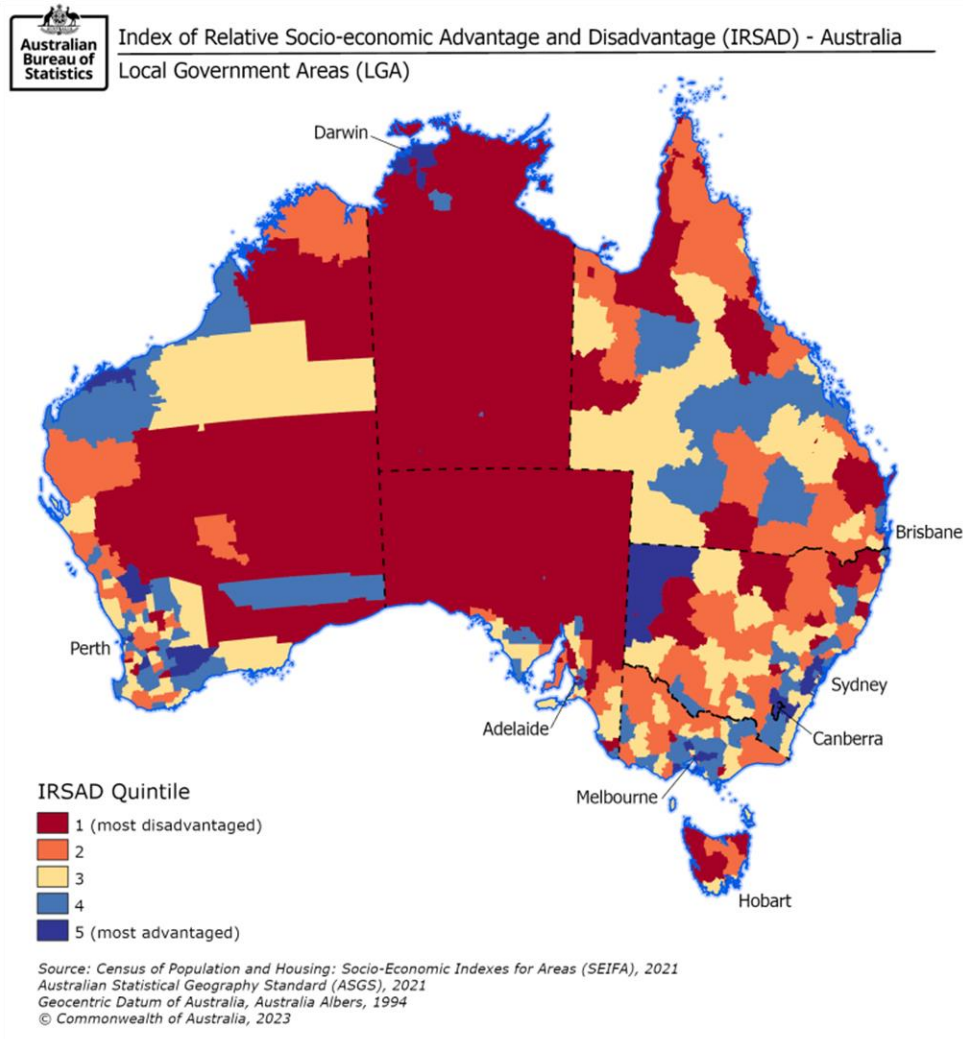 Australian
Bureau of
Statistics
Index of Relative Socio-economic Advantage and Disadvantage (IRSAD) - Australia
Local Government Areas (LGA)
Darwin
Brisbane
Perth
Sydney
Adelaide
Canberra
Melbourne
Hobart
IRSAD Quintile
1 (most disadvantaged)
2
3
4
5 (most advantaged)
Source: Census of Population and Housing: Socio-Economic Indexes for Areas (SEIFA), 2021
Australian Statistical Geography Standard (ASGS), 2021
Geocentric Datum of Australia, Australia Albers, 1994
© Commonwealth of Australia, 2023